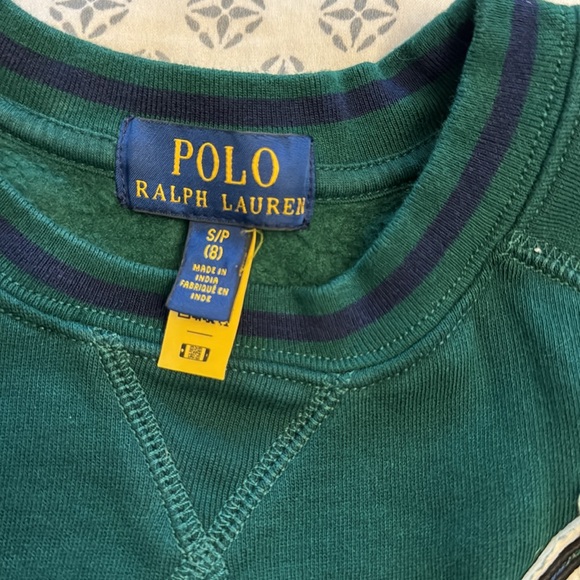 POLO
RALPH LAUREN
S/P
(8)
MADE IN
INDIA
FABRIQUÉ EN
INDE